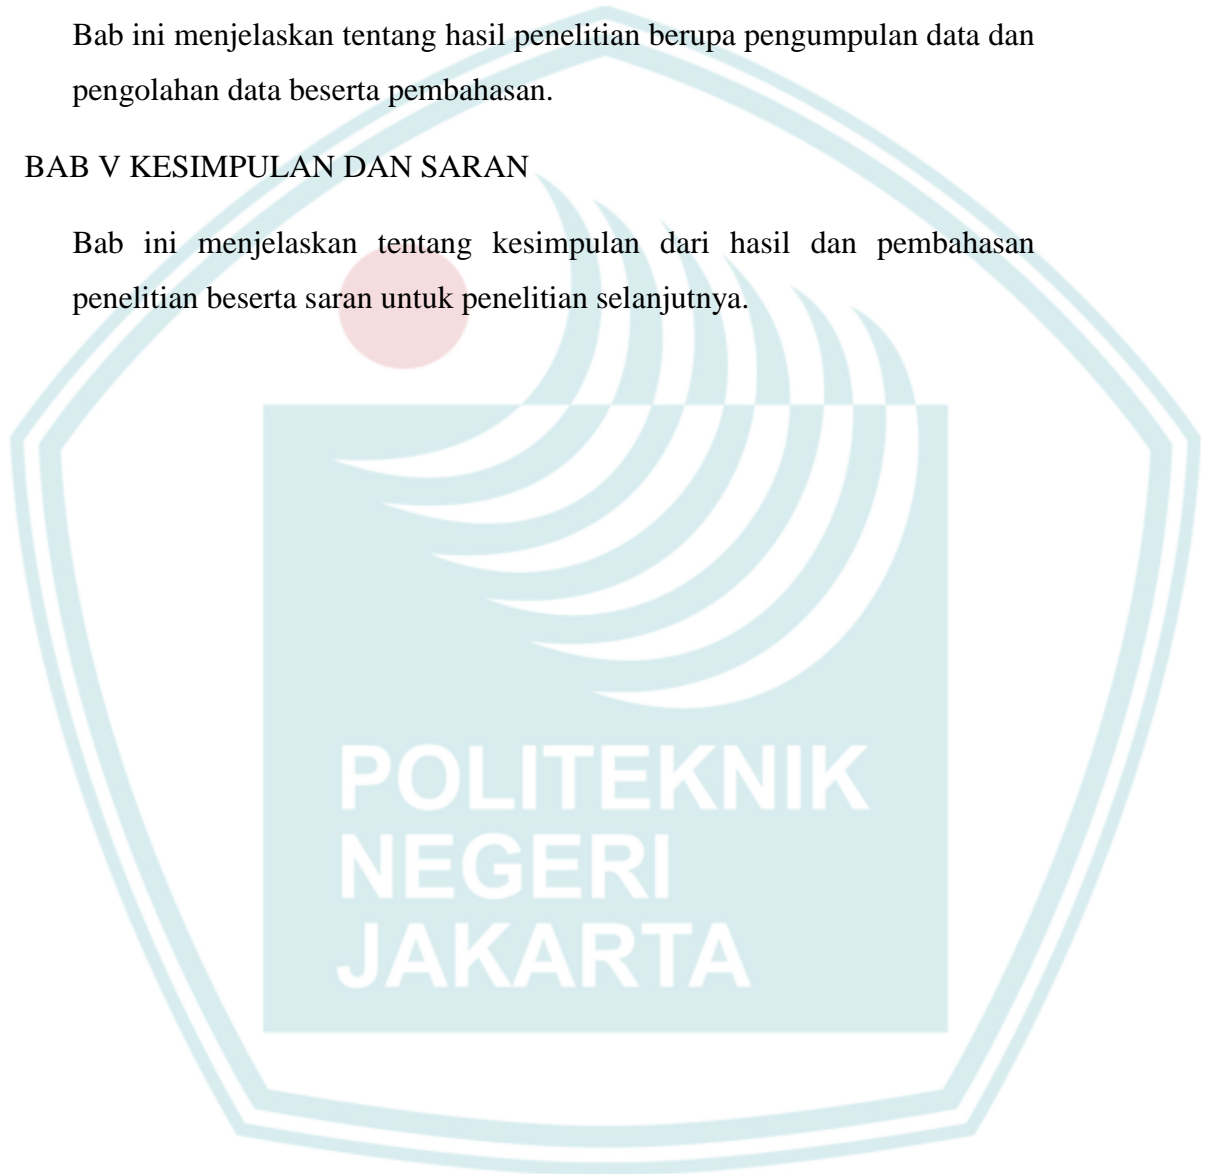 Bab ini menjelaskan tentang hasil penelitian berupa pengumpulan data dan
pengolahan data beserta pembahasan.
BAB V KESIMPULAN DAN SARAN
Bab ini menjelaskan tentang kesimpulan dari hasil dan pembahasan
penelitian beserta saran untuk penelitian selanjutnya.
POLITEKNIK
NEGERI
JAKARTA